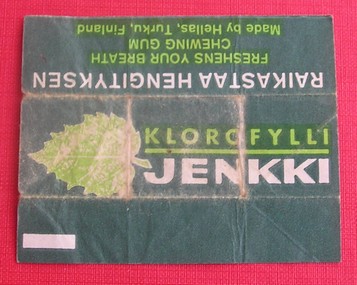 Made by Hellas, Turku, Finland
CHEWING GUM
FRESHENS YOUR BREATH
RAIKASTAA HENGITYKSEN
KLOROFYLLI
JENKKI